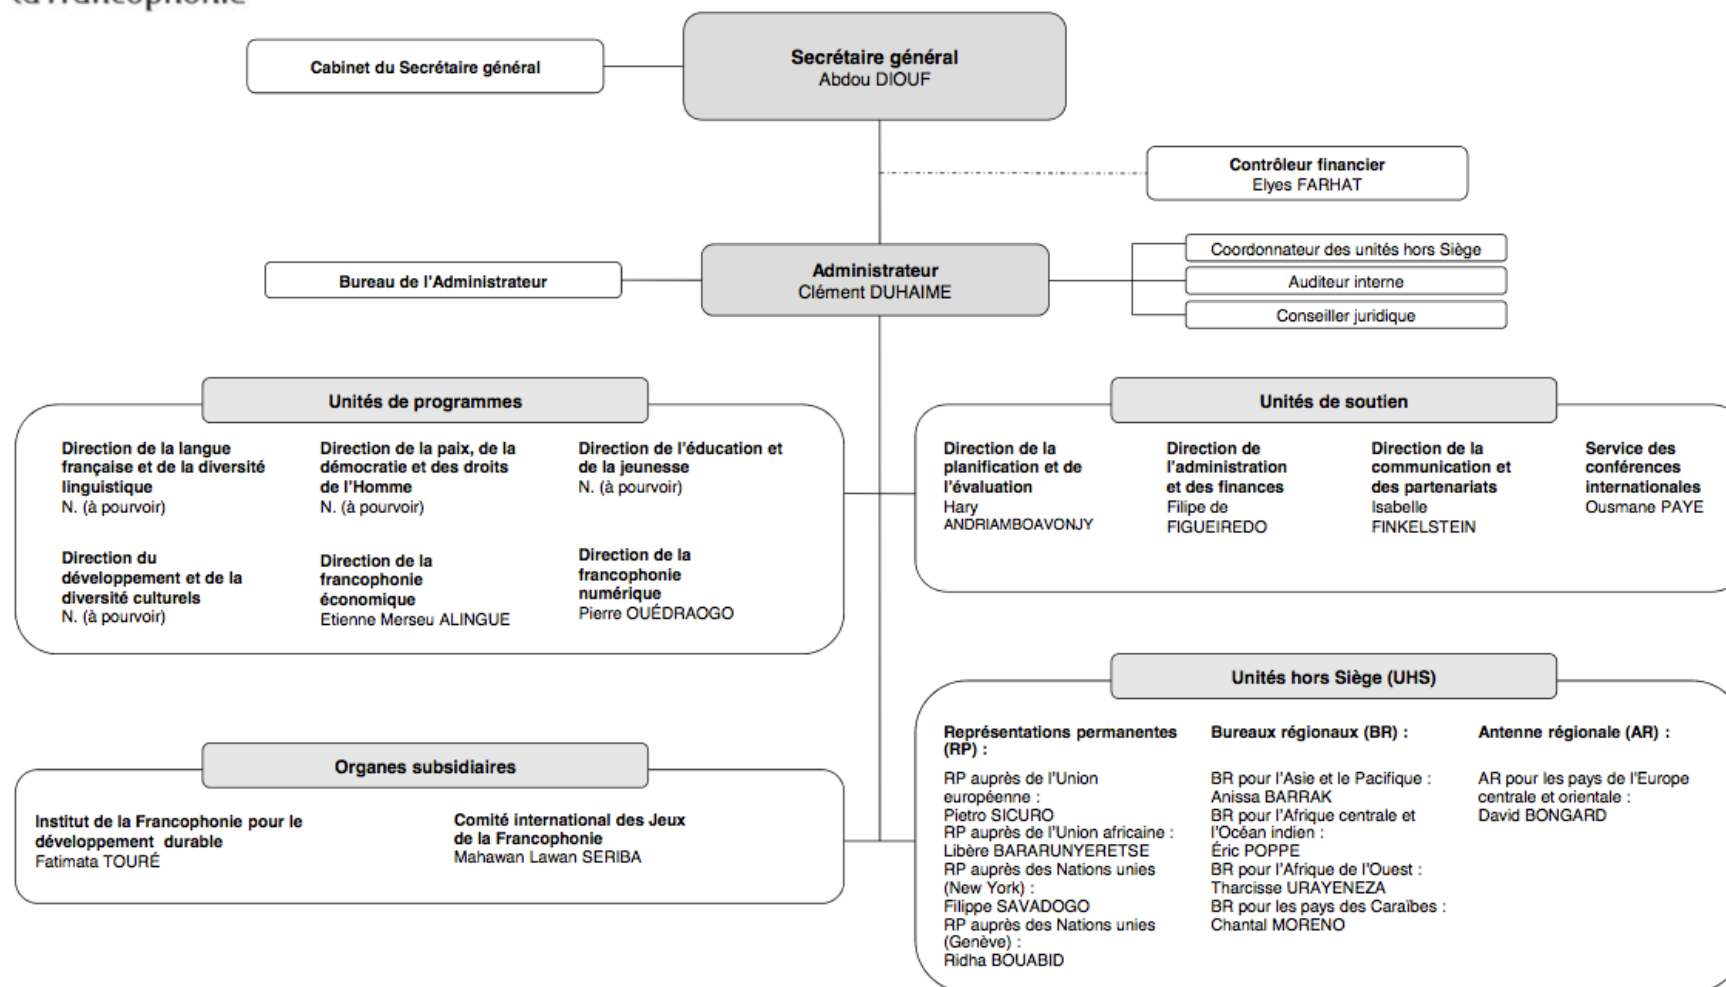 la Francophonie
Cabinet du Secrétaire général
Secrétaire général
Abdou DIOUF
Contrôleur financier
Elyes FARHAT
Bureau de l'Administrateur
Administrateur
Clément DUHAIME
Coordonnateur des unités hors Siège
Auditeur interne
Conseiller juridique
Unités de programmes
Direction de la langue
française et de la diversité
linguistique
N. (à pourvoir)
Direction de la paix, de la
démocratie et des droits
de l'Homme
N. (à pourvoir)
Direction de l'éducation et
de la jeunesse
N. (à pourvoir)
Direction du
développement et de la
diversité culturels
N. (à pourvoir)
Direction de la
francophonie
économique
Etienne Merseu ALINGUE
Direction de la
francophonie
numérique
Pierre OUÉDRAOGO
Unités de soutien
Direction de la
planification et de
l'évaluation
Hary
ANDRIAMBOAVONJY
Direction de
l'administration
et des finances
Filipe de
FIGUEIREDO
Direction de la
communication et
des partenariats
Isabelle
FINKELSTEIN
Service des
conférences
internationales
Ousmane PAYE
Organes subsidiaires
Institut de la Francophonie pour le
développement durable
Fatimata TOURÉ
Comité international des Jeux
de la Francophonie
Mahawan Lawan SERIBA
Unités hors Siège (UHS)
Représentations permanentes
(RP) :
RP auprès de l'Union
européenne :
Pietro SICURO
RP auprès de l'Union africaine :
Libère BARARUNYERETSE
RP auprès des Nations unies
(New York) :
Filippe SAVADOGO
RP auprès des Nations unies
(Genève) :
Ridha BOUABID
Bureaux régionaux (BR) :
BR pour l'Asie et le Pacifique :
Anissa BARRAK
BR pour l'Afrique centrale et
l'Océan indien :
Éric POPPE
BR pour l'Afrique de l'Ouest :
Tharcisse URAYENEZA
BR pour les pays des Caraïbes :
Chantal MORENO
Antenne régionale (AR) :
AR pour les pays de l'Europe
centrale et orientale :
David BONGARD